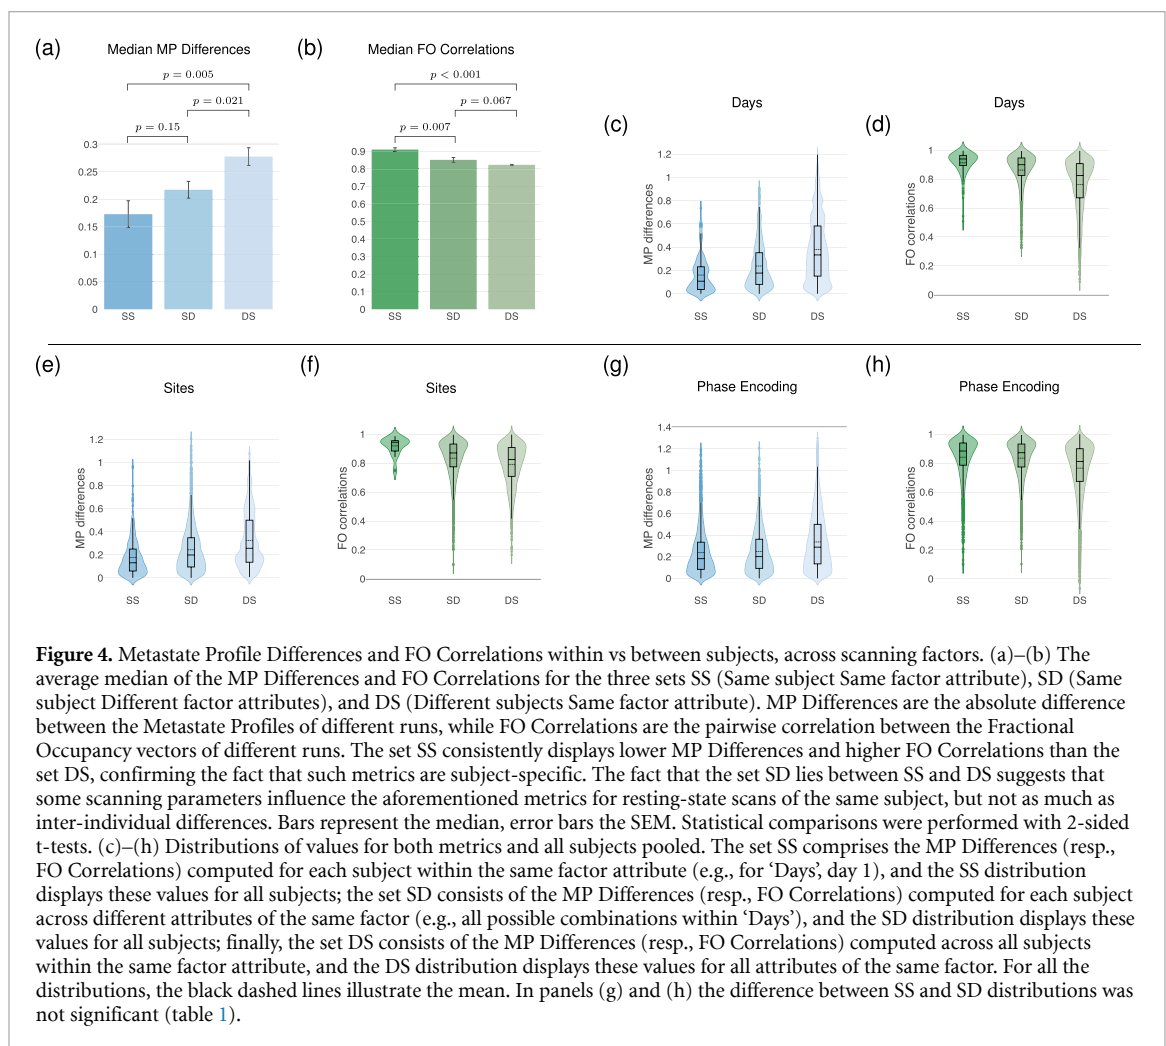 (a)
Median MP Differences
p = 0.005
p = 0.021
p = 0.15
0.3
0.25
0.2
0.15
0.1
0.05
0
SS SD DS
(b)
Median FO Correlations
p < 0.001
p = 0.067
p = 0.007
0.9
0.8
0.7
0.6
0.5
0.4
0.3
0.2
0.1
0
SS SD DS
(c)
Days
MP differences
1.2
1
0.8
0.6
0.4
0.2
0
SS SD DS
(d)
Days
FO correlations
1
0.8
0.6
0.4
0.2
0
SS SD DS
(e)
Sites
MP differences
1.2
1
0.8
0.6
0.4
0.2
0
SS SD DS
(f)
Sites
FO correlations
1
0.8
0.6
0.4
0.2
0
SS SD DS
(g)
Phase Encoding
MP differences
1.4
1.2
1
0.8
0.6
0.4
0.2
0
SS SD DS
(h)
Phase Encoding
FO correlations
1
0.8
0.6
0.4
0.2
0
SS SD DS
Figure 4. Metastate Profile Differences and FO Correlations within vs between subjects, across scanning factors. (a)–(b) The
average median of the MP Differences and FO Correlations for the three sets SS (Same subject Same factor attribute), SD (Same
subject Different factor attributes), and DS (Different subjects Same factor attribute). MP Differences are the absolute difference
between the Metastate Profiles of different runs, while FO Correlations are the pairwise correlation between the Fractional
Occupancy vectors of different runs. The set SS consistently displays lower MP Differences and higher FO Correlations than the
set DS, confirming the fact that such metrics are subject-specific. The fact that the set SD lies between SS and DS suggests that
some scanning parameters influence the aforementioned metrics for resting-state scans of the same subject, but not as much as
inter-individual differences. Bars represent the median, error bars the SEM. Statistical comparisons were performed with 2-sided
t-tests. (c)–(h) Distributions of values for both metrics and all subjects pooled. The set SS comprises the MP Differences (resp.,
FO Correlations) computed for each subject within the same factor attribute (e.g., for ‘Days’, day 1), and the SS distribution
displays these values for all subjects; the set SD consists of the MP Differences (resp., FO Correlations) computed for each subject
across different attributes of the same factor (e.g., all possible combinations within ‘Days’), and the SD distribution displays these
values for all subjects; finally, the set DS consists of the MP Differences (resp., FO Correlations) computed across all subjects
within the same factor attribute, and the DS distribution displays these values for all attributes of the same factor. For all the
distributions, the black dashed lines illustrate the mean. In panels (g) and (h) the difference between SS and SD distributions was
not significant (table 1).